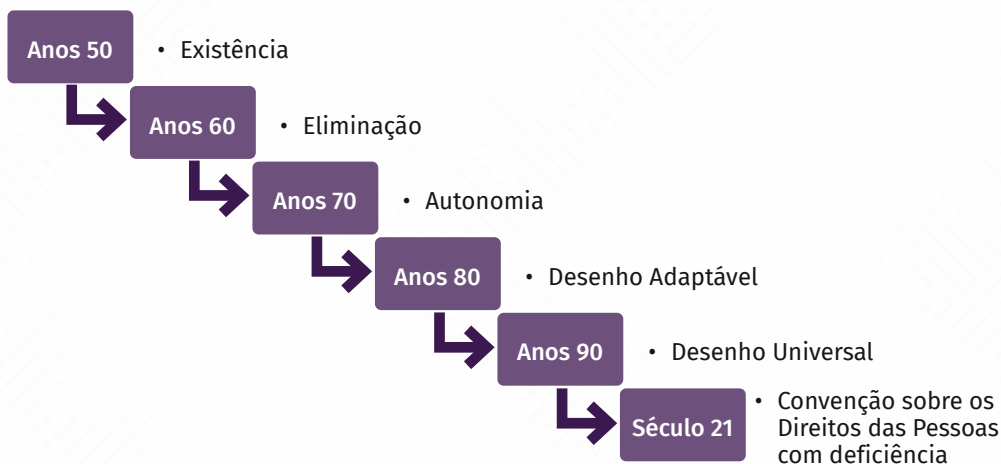 Anos 50
• Existência
Anos 60
• Eliminação
Anos 70
• Autonomia
Anos 80
• Desenho Adaptável
Anos 90
• Desenho Universal
Século 21
• Convenção sobre os
Direitos das Pessoas
com deficiência